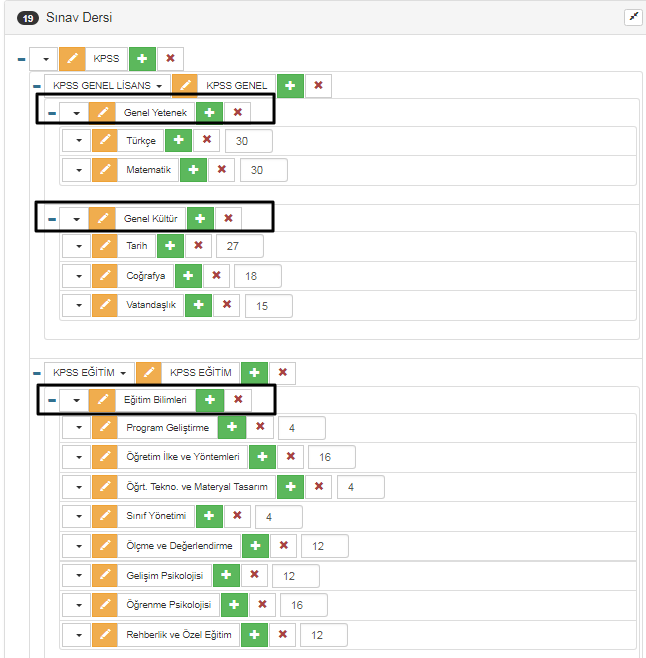 19 Sınav Dersi
KPSS
KPSS GENEL LİSANS KPSS GENEL
Genel Yetenek
Türkçe 30
Matematik 30
Genel Kültür
Tarih 27
Coğrafya 18
Vatandaşlık 15
KPSS EĞİTİM KPSS EĞİTİM
Eğitim Bilimleri
Program Geliştirme 4
Öğretim İlke ve Yöntemleri 16
Öğrt. Tekno. ve Materyal Tasarım 4
Sınıf Yönetimi 4
Ölçme ve Değerlendirme 12
Gelişim Psikolojisi 12
Öğrenme Psikolojisi 16
Rehberlik ve Özel Eğitim 12